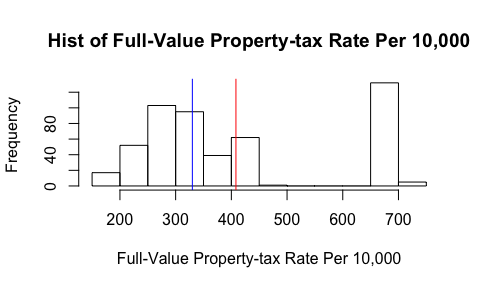 Hist of Full-Value Property-tax Rate Per 10,000
Frequency
80
40
0
200 300 400 500 600 700
Full-Value Property-tax Rate Per 10,000